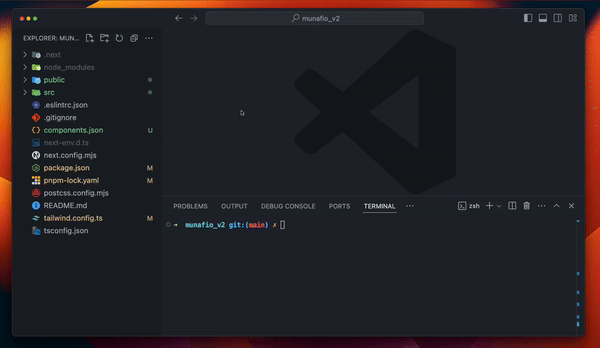 munafio_v2
EXPLORER: MUN...
.next
node_modules
public
src
.eslintrc.json
.gitignore
components.json U
next-env.d.ts
next.config.mjs
package.json M
pnpm-lock.yaml M
postcss.config.mjs
README.md
tailwind.config.ts M
tsconfig.json
PROBLEMS OUTPUT DEBUG CONSOLE PORTS TERMINAL ... zsh
munafio_v2 git:(main) ✗